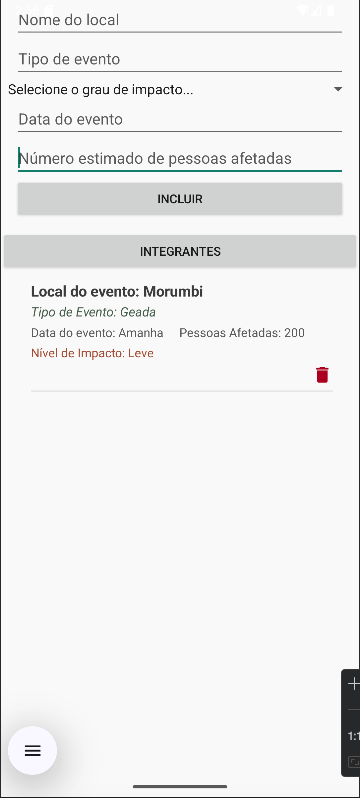 Nome do local
Tipo de evento
Selecione o grau de impacto...
Data do evento
Número estimado de pessoas afetadas
INCLUIR
INTEGRANTES
Local do evento: Morumbi
Tipo de Evento: Geada
Data do evento: Amanha Pessoas Afetadas: 200
Nível de Impacto: Leve